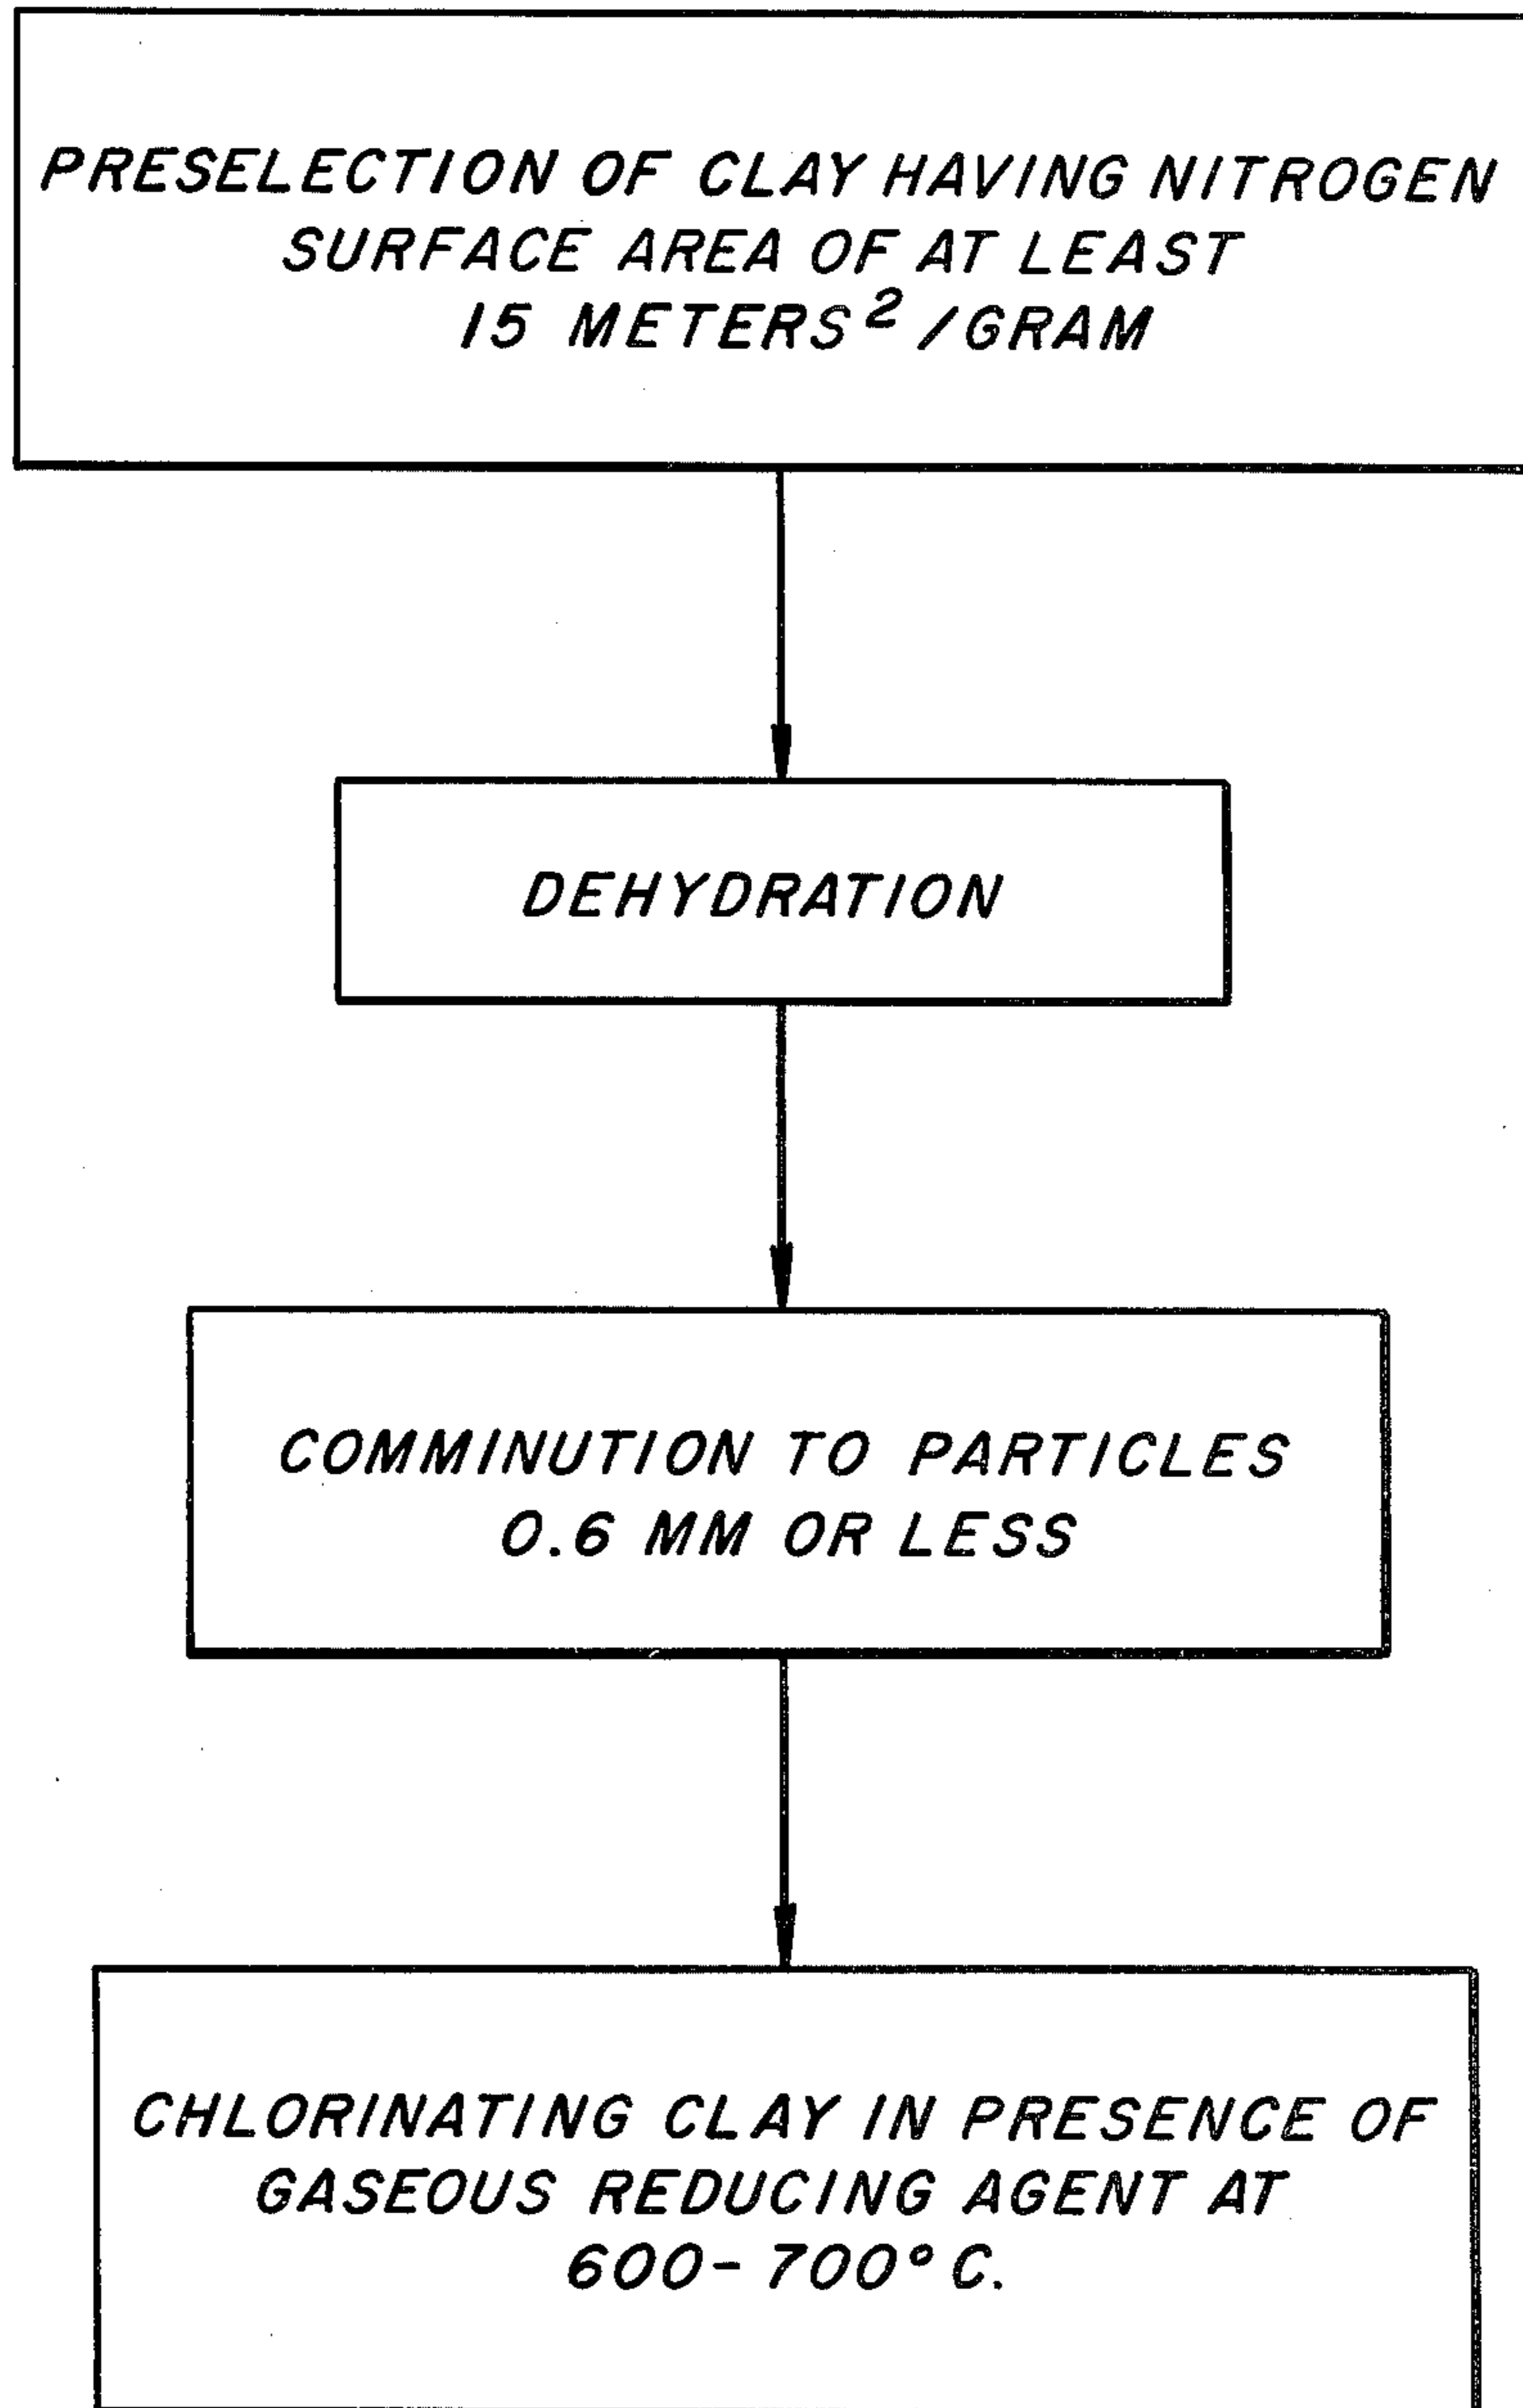 PRESELECTION OF CLAY HAVING NITROGEN
SURFACE AREA OF AT LEAST
15 METERS²/GRAM
DEHYDRATION
COMMINUTION TO PARTICLES
0.6 MM OR LESS
CHLORINATING CLAY IN PRESENCE OF
GASEOUS REDUCING AGENT AT
600-700°C.